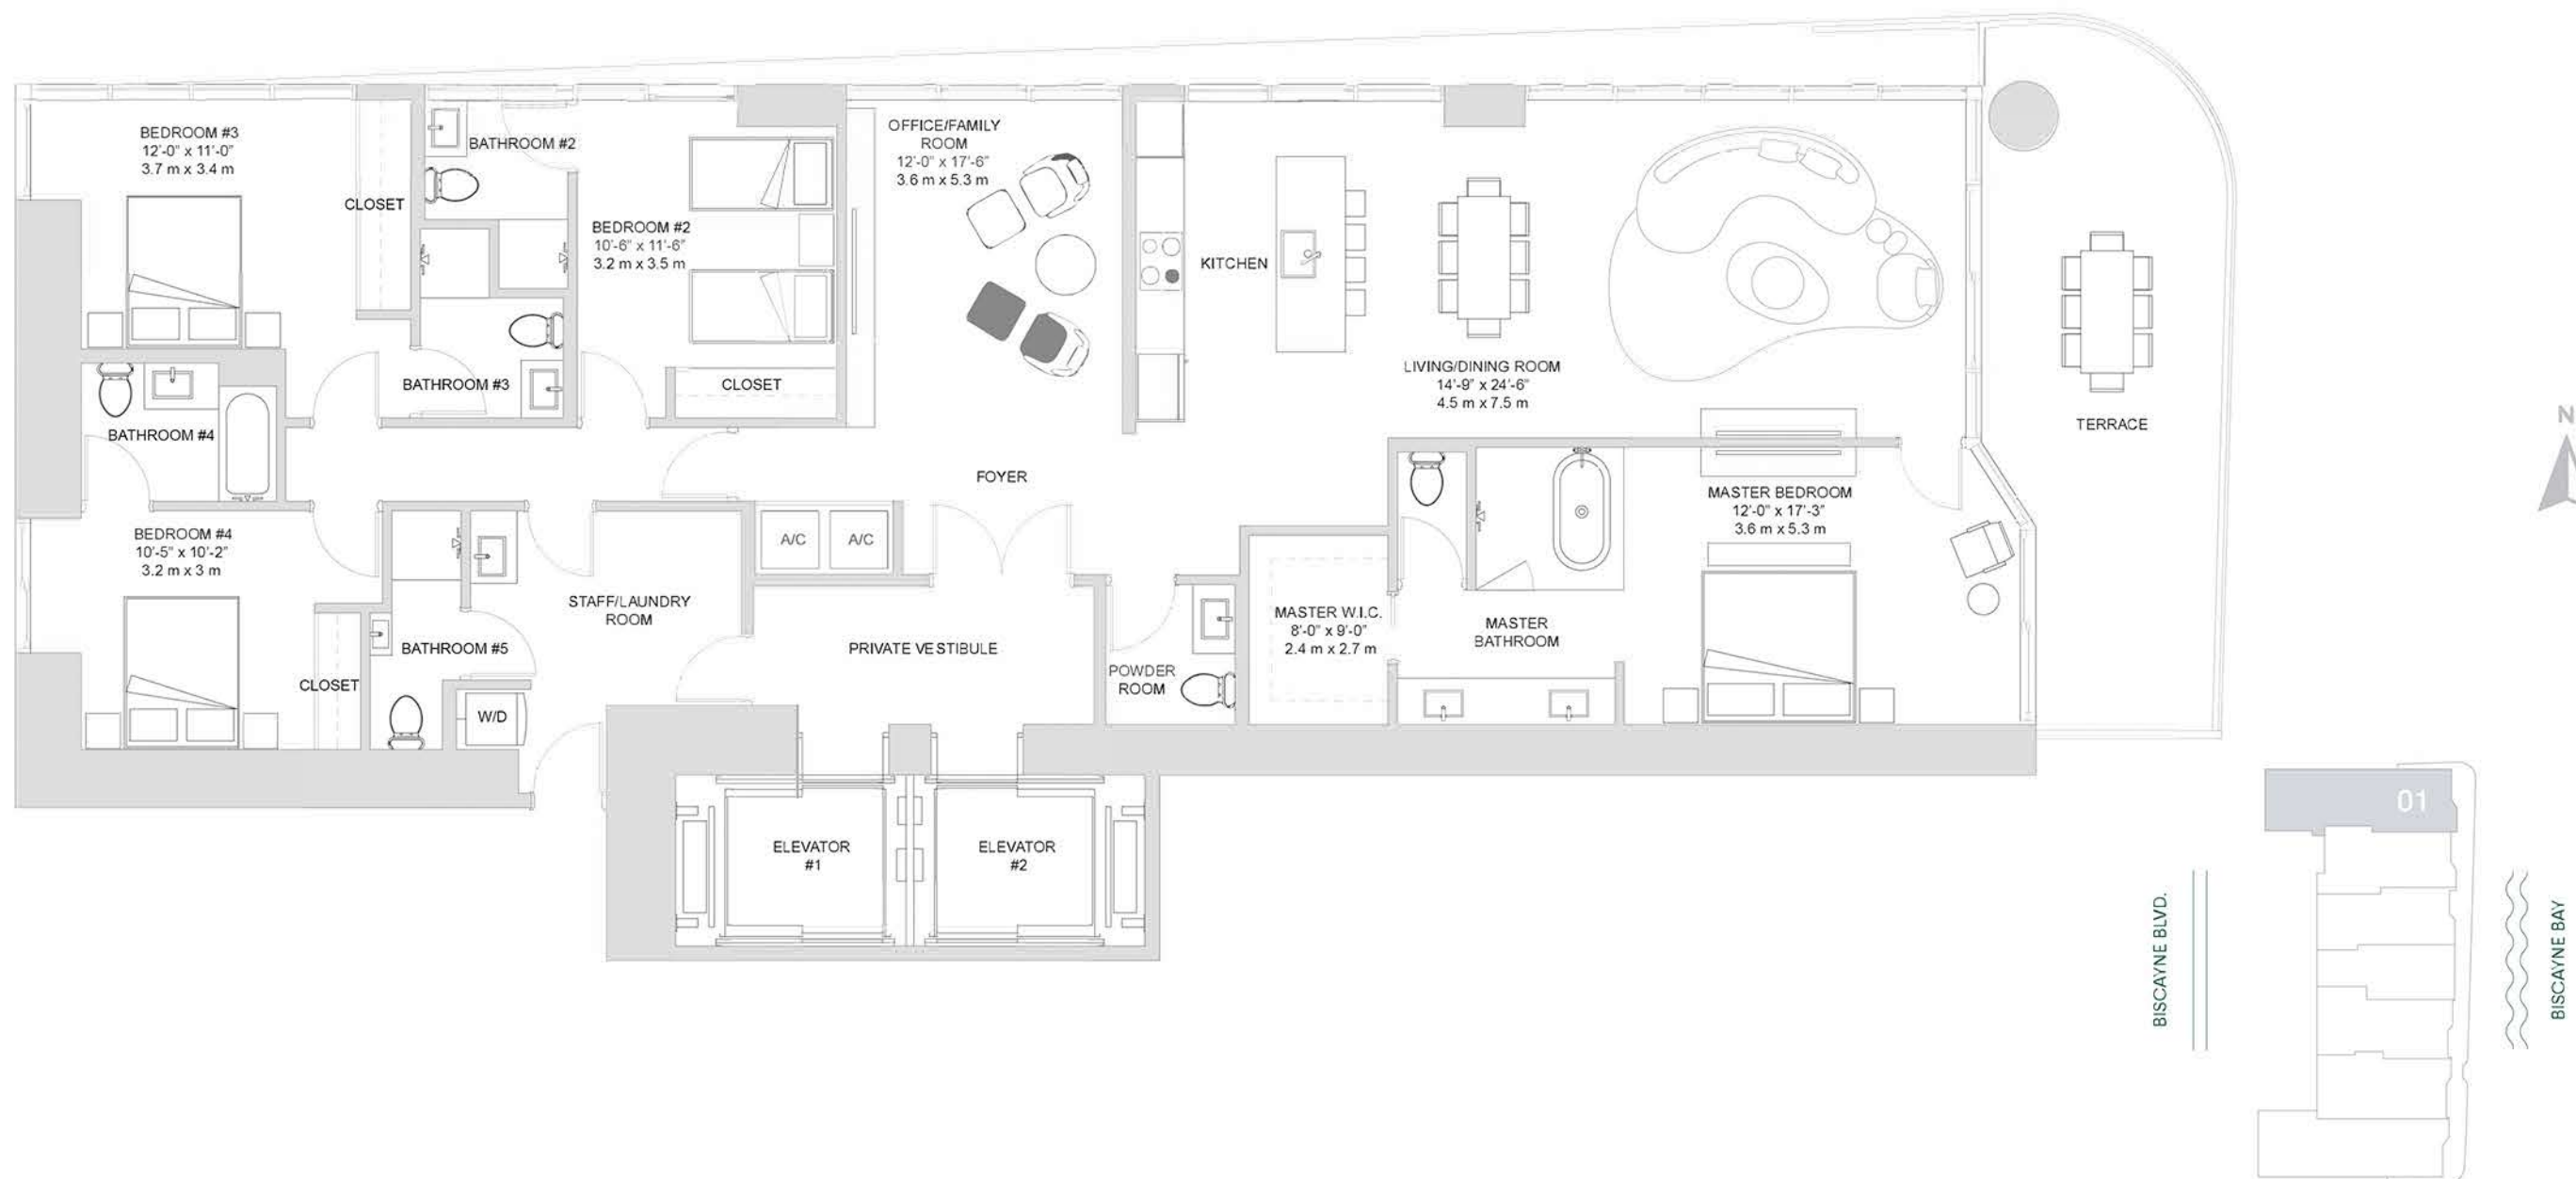 BEDROOM #3
12'-0" x 11'-0"
3.7 m x 3.4 m
CLOSET
BATHROOM #2
BEDROOM #2
10'-6" x 11'-6"
3.2 m x 3.5 m
CLOSET
OFFICE/FAMILY
ROOM
12'-0" x 17'-6"
3.6 m x 5.3 m
KITCHEN
LIVING/DINING ROOM
14'-9" x 24'-6"
4.5 m x 7.5 m
TERRACE
N
BATHROOM #3
BATHROOM #4
FOYER
BEDROOM #4
10'-5" x 10'-2"
3.2 m x 3 m
CLOSET
BATHROOM #5
W/D
STAFF/LAUNDRY
ROOM
A/C
A/C
PRIVATE VESTIBULE
POWDER
ROOM
MASTER W.I.C.
8'-0" x 9'-0"
2.4 m x 2.7 m
MASTER
BATHROOM
MASTER BEDROOM
12'-0" x 17'-3"
3.6 m x 5.3 m
ELEVATOR
#1
ELEVATOR
#2
01
BISCAYNE BLVD.
BISCAYNE BAY